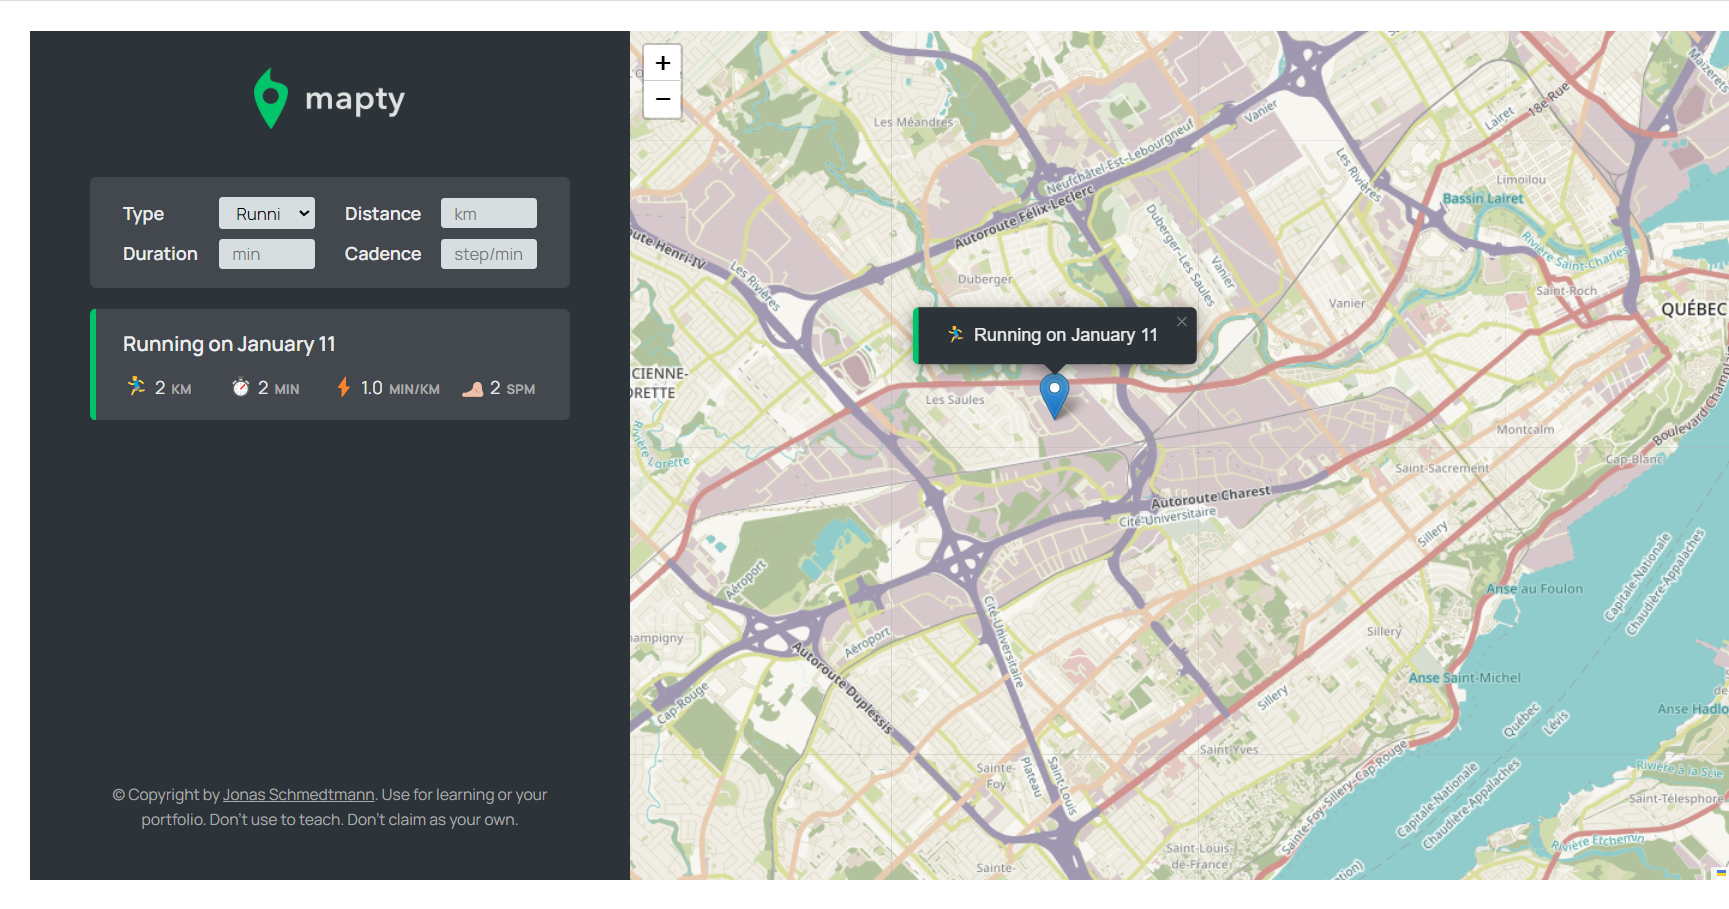 mapty
Type
Runni
Distance
km
Duration
min
Cadence
step/min
Running on January 11
2 KM
2 MIN
1.0 MIN/KM
2 SPM
© Copyright by Jonas Schmedtmann. Use for learning or your
portfolio. Don't use to teach. Don't claim as your own.
+
−
Les Méandres
Neufchâtel-Est-Lebourgneuf
Vanier
Lairet
18e Rue
Maizerets
Les Rivières
Limoilou
Bassin Lairet
Autoroute Félix-Leclerc
oute Henri-IV
Les Rivières
Duberger-Les Saules
Vanier
Rivière Saint-Charles
Duberger
Saint-Roch
Vanier
QUÉBEC
Running on January 11
×
CIENNE-
ORETTE
Les Saules
Boulevard Champl
Rivière Lorette
Montcalm
Cap-Blanc
Saint-Sacrement
Autoroute Charest
Cité-Universitaire
Sillery
Capitale-Nationale
Chaudière-Appalaches
Aéroport
Anse au Foulon
Cité-Universitaire
hampigny
Aéroport
Sillery
Autoroute Duplessis
Anse Saint-Michel
Cap-Rouge
Sillery
de-
Anse Hadlo
Québec
Lévis
Saint-Yves
Sainte-
Foy
Plateau
Saint-Louis
Sainte-Foy-Sillery-Cap-Rouge
Capitale-Nationale
Chaudière-Appalaches
Rivière à la Scie
Saint-Télesphore
Rivière Etchemin
Saint-Louis-
de-France
Sainte-
ation)